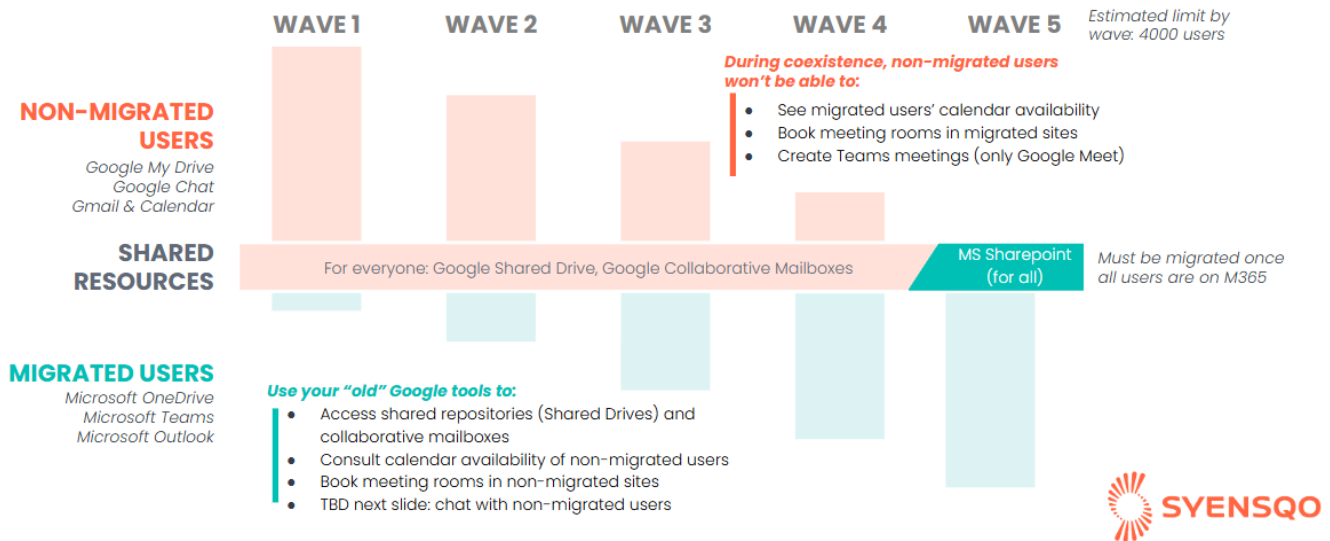 WAVE 1
WAVE 2
WAVE 3
WAVE 4
WAVE 5
Estimated limit by
wave: 4000 users
During coexistence, non-migrated users
won't be able to:
● See migrated users' calendar availability
● Book meeting rooms in migrated sites
● Create Teams meetings (only Google Meet)
NON-MIGRATED
USERS
Google My Drive
Google Chat
Gmail & Calendar
SHARED
RESOURCES
For everyone: Google Shared Drive, Google Collaborative Mailboxes
MS Sharepoint
(for all)
Must be migrated once
all users are on M365
MIGRATED USERS
Microsoft OneDrive
Microsoft Teams
Microsoft Outlook
Use your "old" Google tools to:
● Access shared repositories (Shared Drives) and
collaborative mailboxes
● Consult calendar availability of non-migrated users
● Book meeting rooms in non-migrated sites
● TBD next slide: chat with non-migrated users
SYENSQO